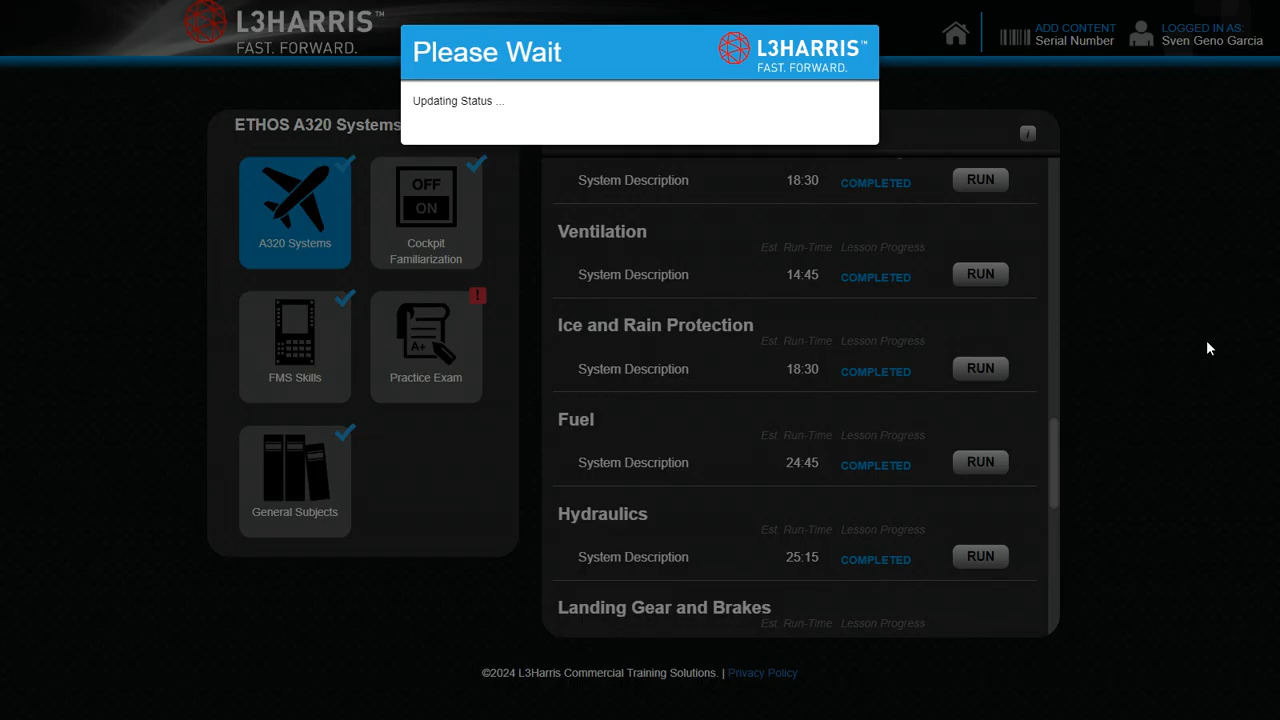 L3HARRIS™
FAST. FORWARD.
Please Wait
L3HARRIS™
FAST. FORWARD.
Updating Status ...
ADD CONTENT
Serial Number
LOGGED IN AS:
Sven Geno Garcia
ETHOS A320 Systems
A320 Systems
OFF
ON
Cockpit
Familiarization
FMS Skills
!
A+
Practice Exam
General Subjects
i
System Description 18:30 COMPLETED RUN
Ventilation
Est. Run-Time Lesson Progress
System Description 14:45 COMPLETED RUN
Ice and Rain Protection
Est. Run-Time Lesson Progress
System Description 18:30 COMPLETED RUN
Fuel
Est. Run-Time Lesson Progress
System Description 24:45 COMPLETED RUN
Hydraulics
Est. Run-Time Lesson Progress
System Description 25:15 COMPLETED RUN
Landing Gear and Brakes
Est. Run-Time Lesson Progress
©2024 L3Harris Commercial Training Solutions. | Privacy Policy